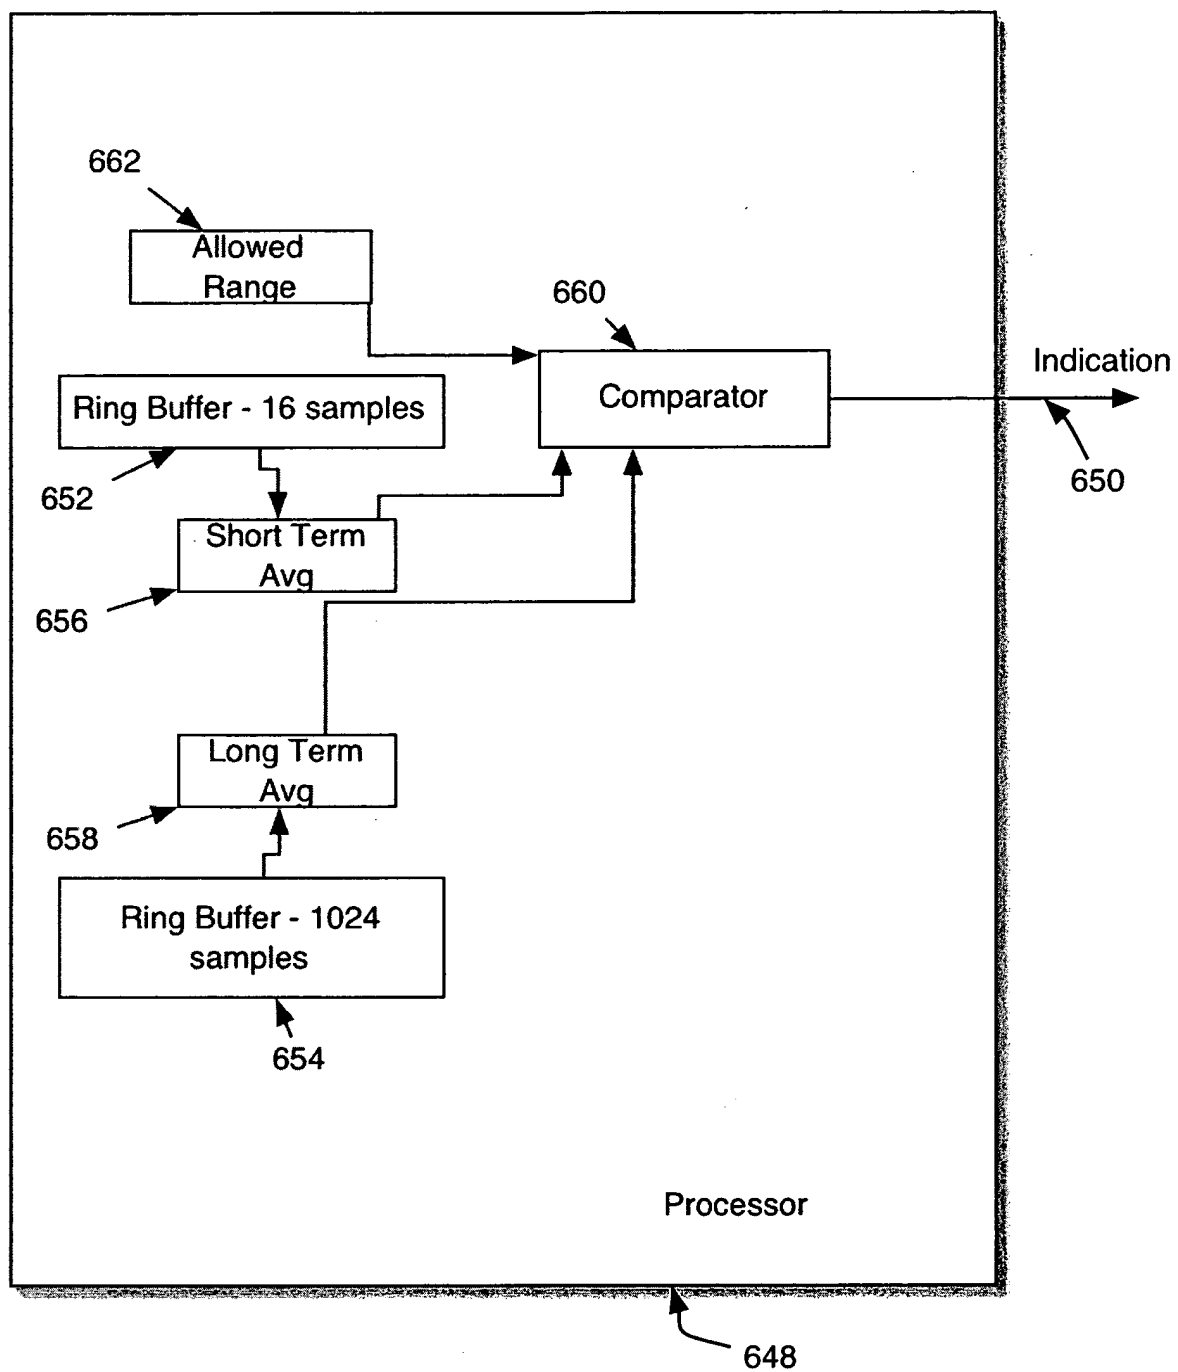 662
Allowed
Range
660
Indication
Comparator
Ring Buffer - 16 samples
650
652
Short Term
Avg
656
Long Term
Avg
658
Ring Buffer - 1024
samples
654
Processor
648